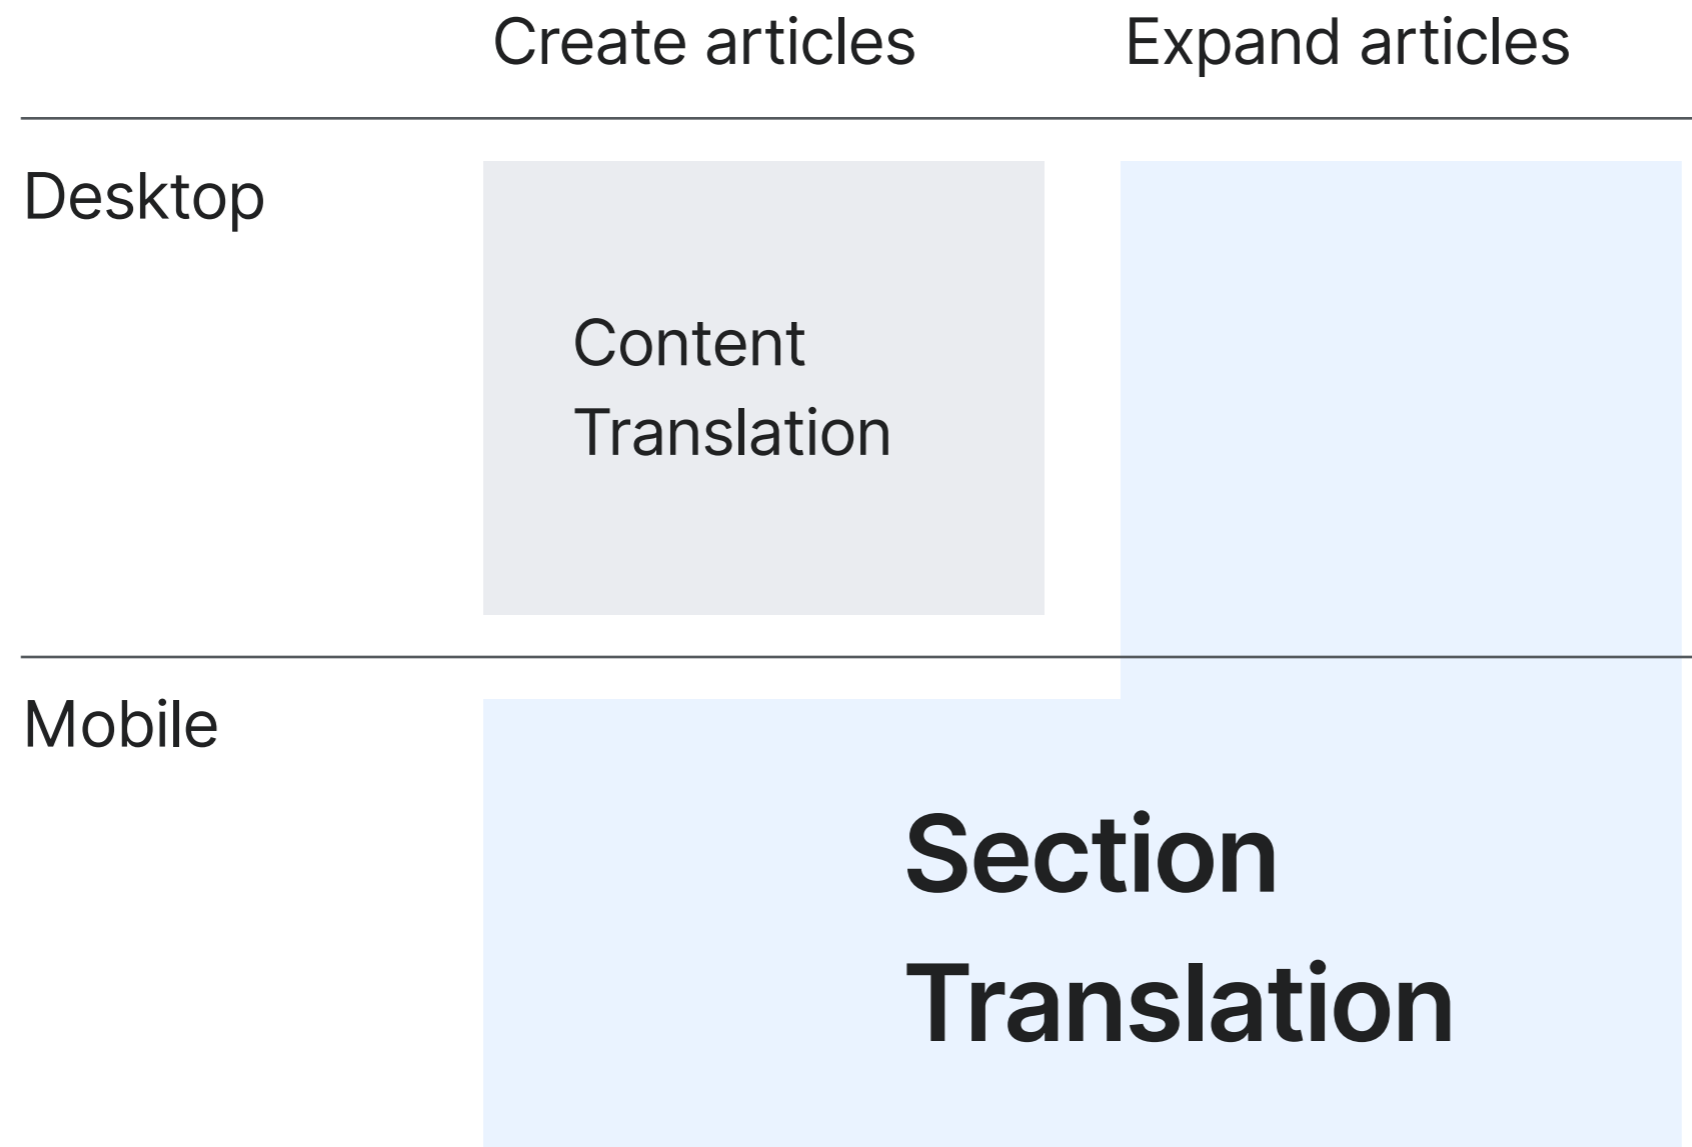 Create articles
Expand articles
Desktop
Content
Translation
Mobile
Section
Translation